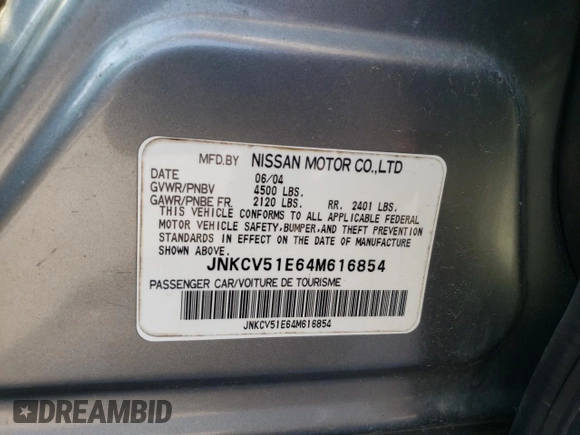 MFD.BY NISSAN MOTOR CO.,LTD
DATE 06/04
GVWR/PNBV 4500 LBS.
GAWR/PNBE FR. 2120 LBS. RR. 2401 LBS.
THIS VEHICLE CONFORMS TO ALL APPLICABLE FEDERAL
MOTOR VEHICLE SAFETY,BUMPER,AND THEFT PREVENTION
STANDARDS IN EFFECT ON THE DATE OF MANUFACTURE
SHOWN ABOVE.
JNKCV51E64M616854
PASSENGER CAR/VOITURE DE TOURISME
JNKCV51E64M616854
DREAMBID